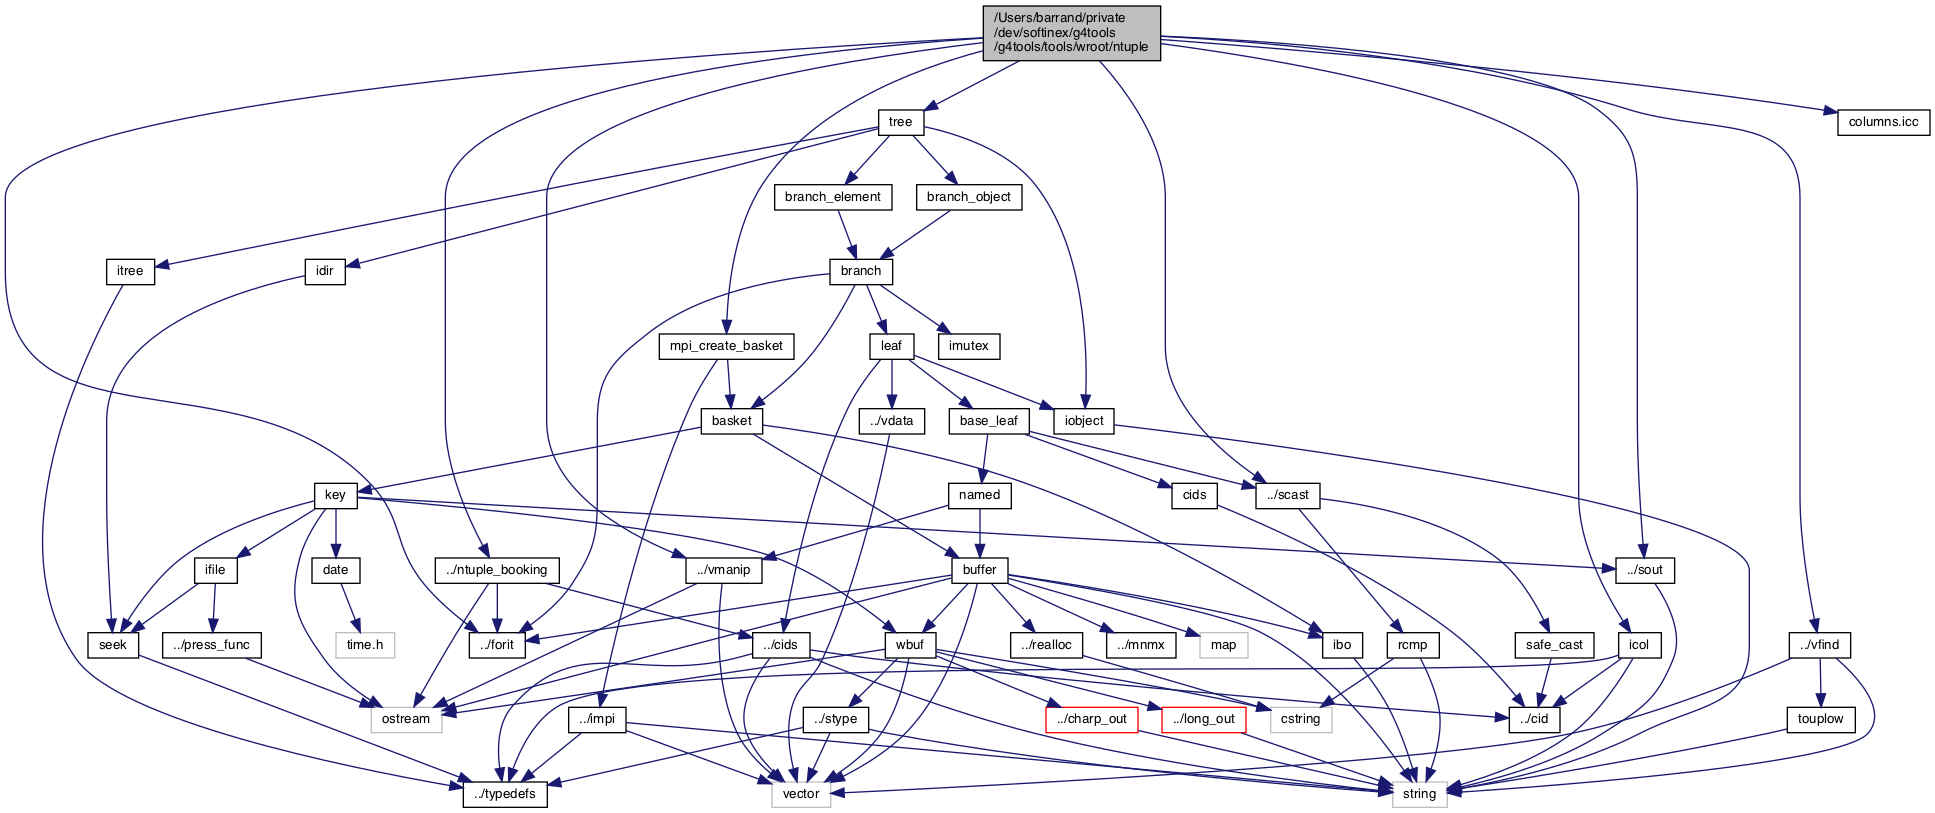 /Users/barrand/private
/dev/softinex/g4tools
/g4tools/tools/wroot/ntuple
tree
columns.icc
branch_element
branch_object
itree
idir
branch
mpi_create_basket
leaf
imutex
basket
../vdata
base_leaf
iobject
key
named
cids
../scast
ifile
date
../ntuple_booking
../vmanip
buffer
../sout
seek
../press_func
time.h
../forit
../cids
wbuf
../realloc
../mnmx
map
ibo
rcmp
safe_cast
icol
../vfind
ostream
../impi
../stype
../charp_out
../long_out
cstring
../cid
touplow
../typedefs
vector
string